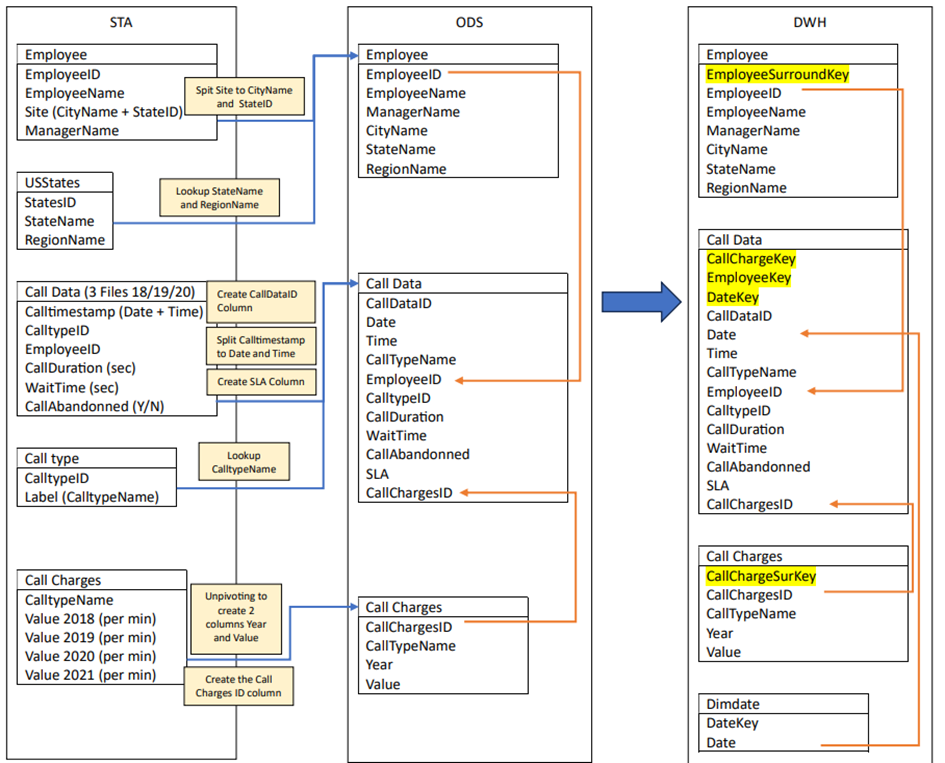 STA
Employee
EmployeeID
EmployeeName
Site (CityName + StateID)
ManagerName
Spit Site to CityName
and StateID
USStates
StatesID
StateName
RegionName
Lookup StateName
and RegionName
Call Data (3 Files 18/19/20)
Calltimestamp (Date + Time)
CalltypeID
EmployeeID
CallDuration (sec)
WaitTime (sec)
CallAbandonned (Y/N)
Create CallDataID
Column
Split Calltimestamp
to Date and Time
Create SLA Column
Call type
CalltypeID
Label (CalltypeName)
Lookup
CalltypeName
Call Charges
CalltypeName
Value 2018 (per min)
Value 2019 (per min)
Value 2020 (per min)
Value 2021 (per min)
Unpivoting to
create 2
columns Year
and Value
Create the Call
Charges ID column
ODS
Employee
EmployeeID
EmployeeName
ManagerName
CityName
StateName
RegionName
Call Data
CallDataID
Date
Time
CallTypeName
EmployeeID
CalltypeID
CallDuration
WaitTime
CallAbandonned
SLA
CallChargesID
Call Charges
CallChargesID
CallTypeName
Year
Value
DWH
Employee
EmployeeSurroundKey
EmployeeID
EmployeeName
ManagerName
CityName
StateName
RegionName
Call Data
CallChargeKey
EmployeeKey
DateKey
CallDataID
Date
Time
CallTypeName
EmployeeID
CalltypeID
CallDuration
WaitTime
CallAbandonned
SLA
CallChargesID
Call Charges
CallChargeSurKey
CallChargesID
CallTypeName
Year
Value
Dimdate
DateKey
Date